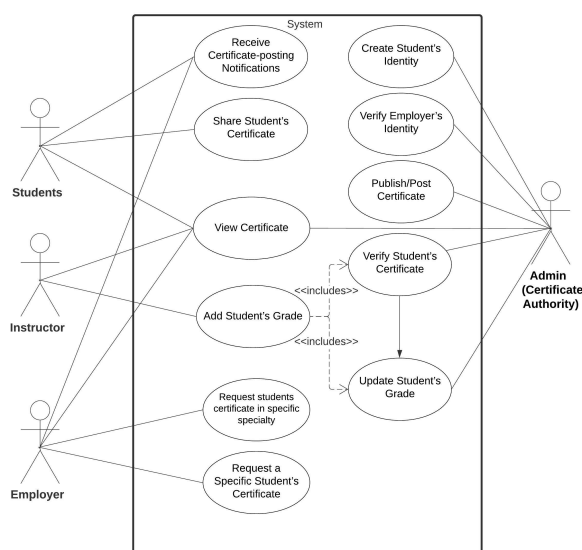 System
Receive
Certificate-posting
Notifications
Create Student's
Identity
Share Student's
Certificate
Verify Employer's
Identity
Students
Publish/Post
Certificate
View Certificate
Verify Student's
Certificate
Admin
(Certificate
Authority)
<<includes>>
Instructor
Add Student's Grade
<<includes>>
Update Student's
Grade
Request students
certificate in specific
specialty
Request a
Specific Student's
Certificate
Employer